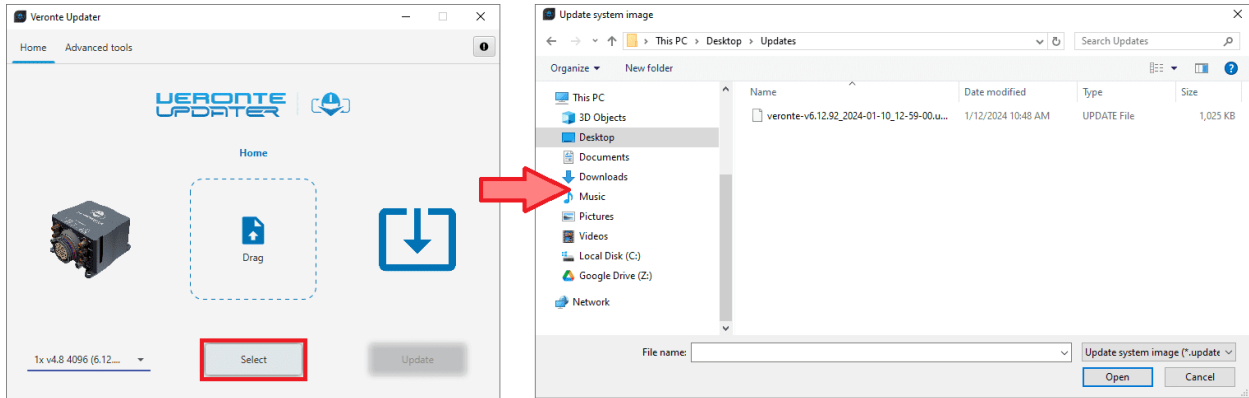 Veronte Updater
Home Advanced tools
VERONTE
UPDATER
Home
Drag
1x v4.8 4096 (6.12....
Select
Update
Update system image
This PC > Desktop > Updates
Search Updates
Organize
New folder
This PC
3D Objects
Desktop
Documents
Downloads
Music
Pictures
Videos
Local Disk (C:)
Google Drive (Z:)
Network
Name Date modified Type Size
veronte-v6.12.92_2024-01-10_12-59-00.u... 1/12/2024 10:48 AM UPDATE File 1,025 KB
File name:
Update system image (*.update
Open Cancel